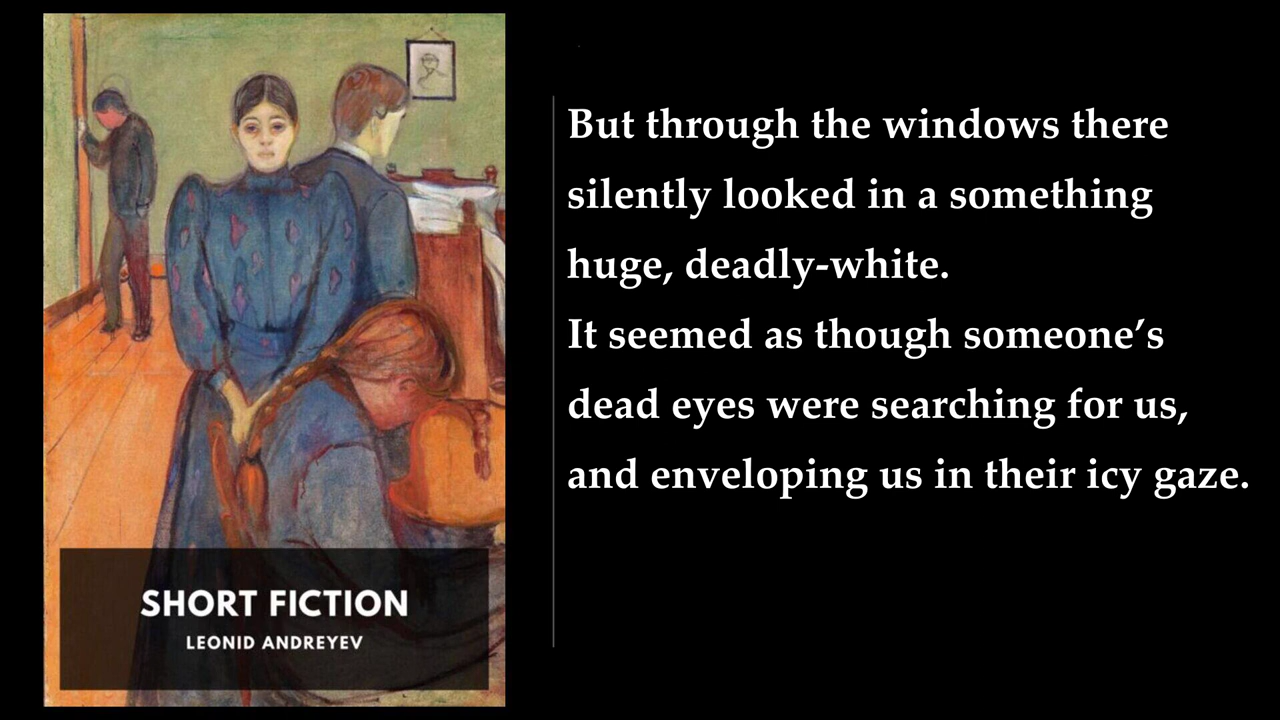 SHORT FICTION
LEONID ANDREYEV
But through the windows there
silently looked in a something
huge, deadly-white.
It seemed as though someone’s
dead eyes were searching for us,
and enveloping us in their icy gaze.